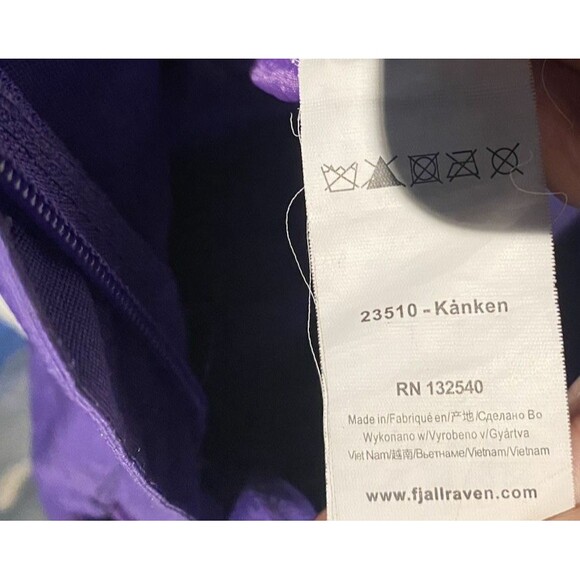 23510 - Kånken
RN 132540
Made in/Fabriqué en/产地/Сделано Во
Wykonano w/Vyrobeno v/Gyártva
Viet Nam/越南/Вьетнаме/Vietnam/Vietnam
www.fjallraven.com